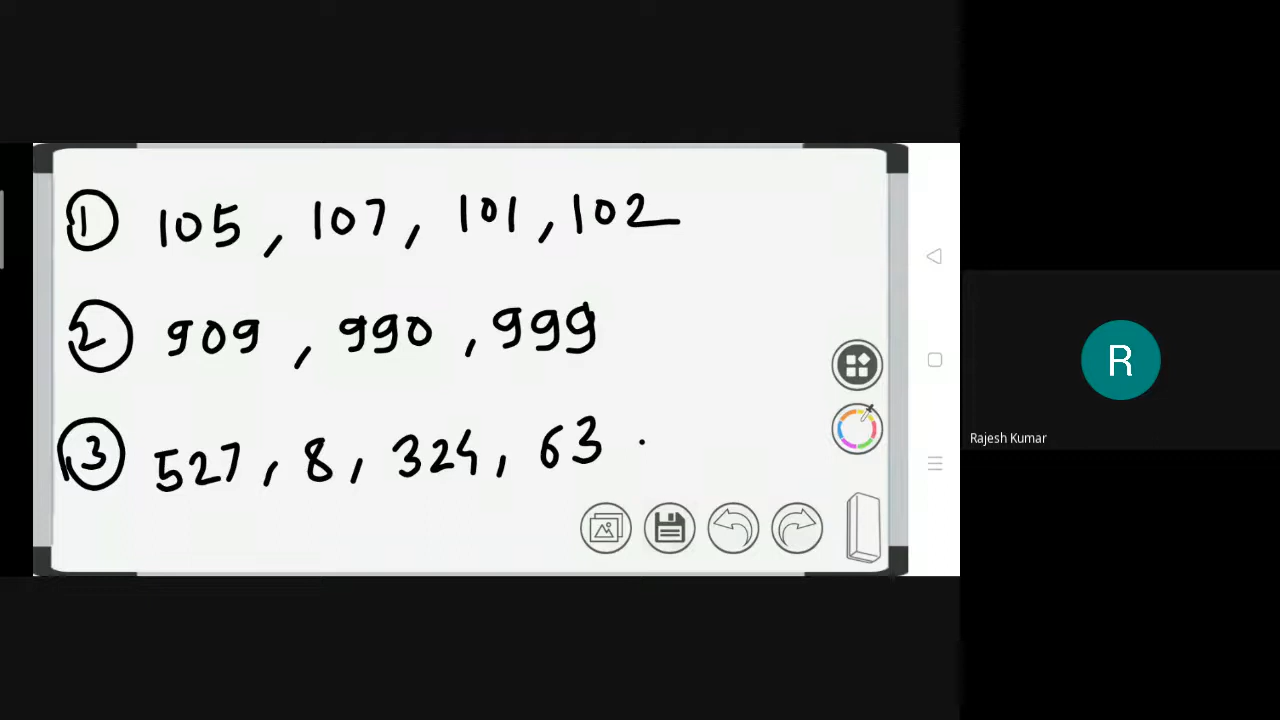 ① 105, 107, 101, 102
② 909, 990, 999
③ 527, 8, 324, 63.
R
Rajesh Kumar